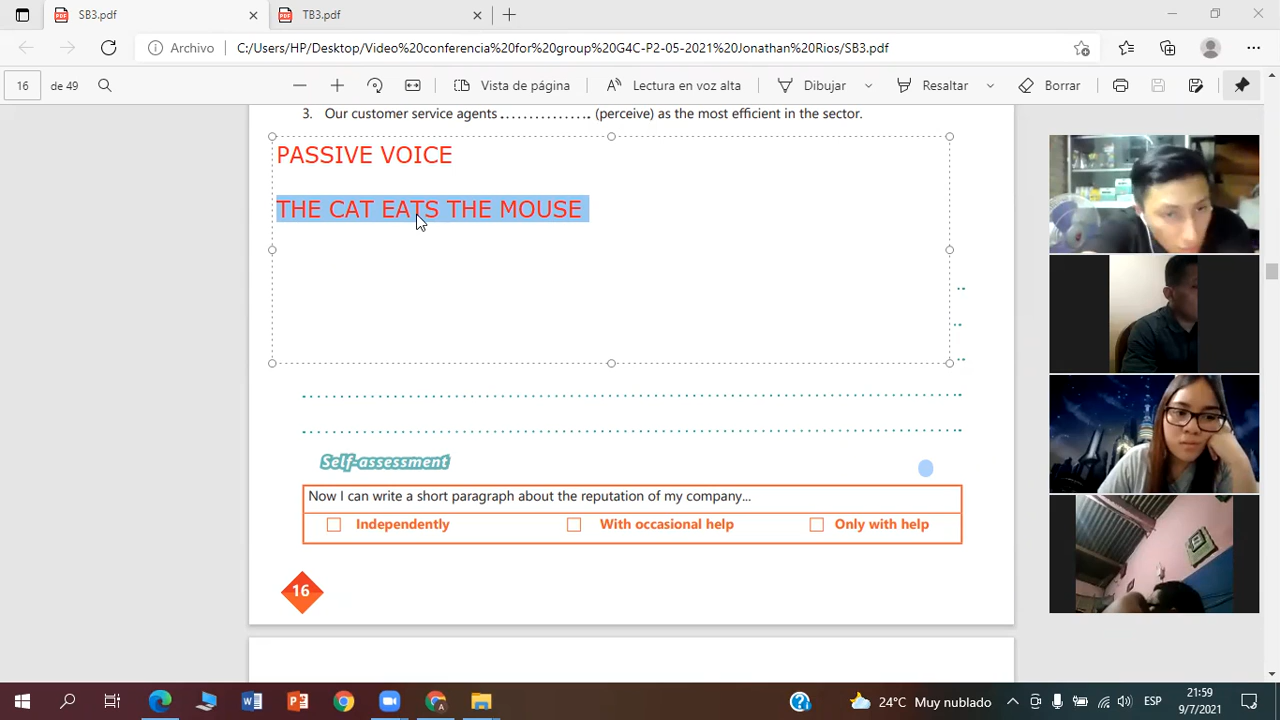 SB3.pdf
TB3.pdf
Archivo
C:/Users/HP/Desktop/Video%20conferencia%20for%20group%20G4C-P2-05-2021%20Jonathan%20Rios/SB3.pdf
16
de 49
Vista de página
Lectura en voz alta
Dibujar
Resaltar
Borrar
3. Our customer service agents ................ (perceive) as the most efficient in the sector.
PASSIVE VOICE
THE CAT EATS THE MOUSE
Self-assessment
Now I can write a short paragraph about the reputation of my company...
Independently
With occasional help
Only with help
16
24°C Muy nublado
ESP
21:59
9/7/2021